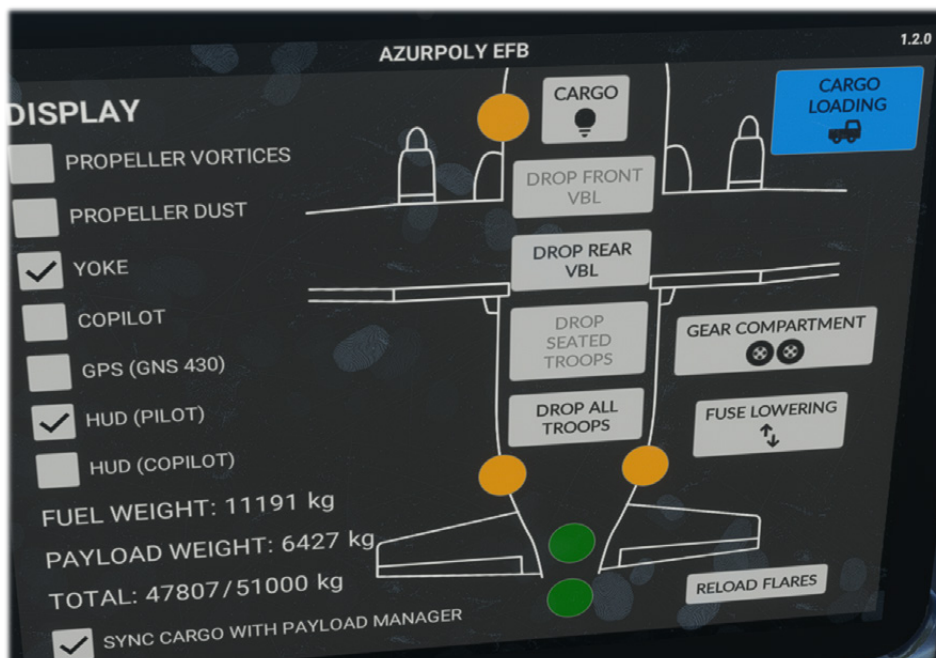 AZURPOLY EFB
1.2.0
DISPLAY
PROPELLER VORTICES
PROPELLER DUST
YOKE
COPILOT
GPS (GNS 430)
HUD (PILOT)
HUD (COPILOT)
FUEL WEIGHT: 11191 kg
PAYLOAD WEIGHT: 6427 kg
TOTAL: 47807/51000 kg
SYNC CARGO WITH PAYLOAD MANAGER
CARGO
DROP FRONT
VBL
DROP REAR
VBL
DROP
SEATED
TROOPS
DROP ALL
TROOPS
CARGO
LOADING
GEAR COMPARTMENT
FUSE LOWERING
RELOAD FLARES